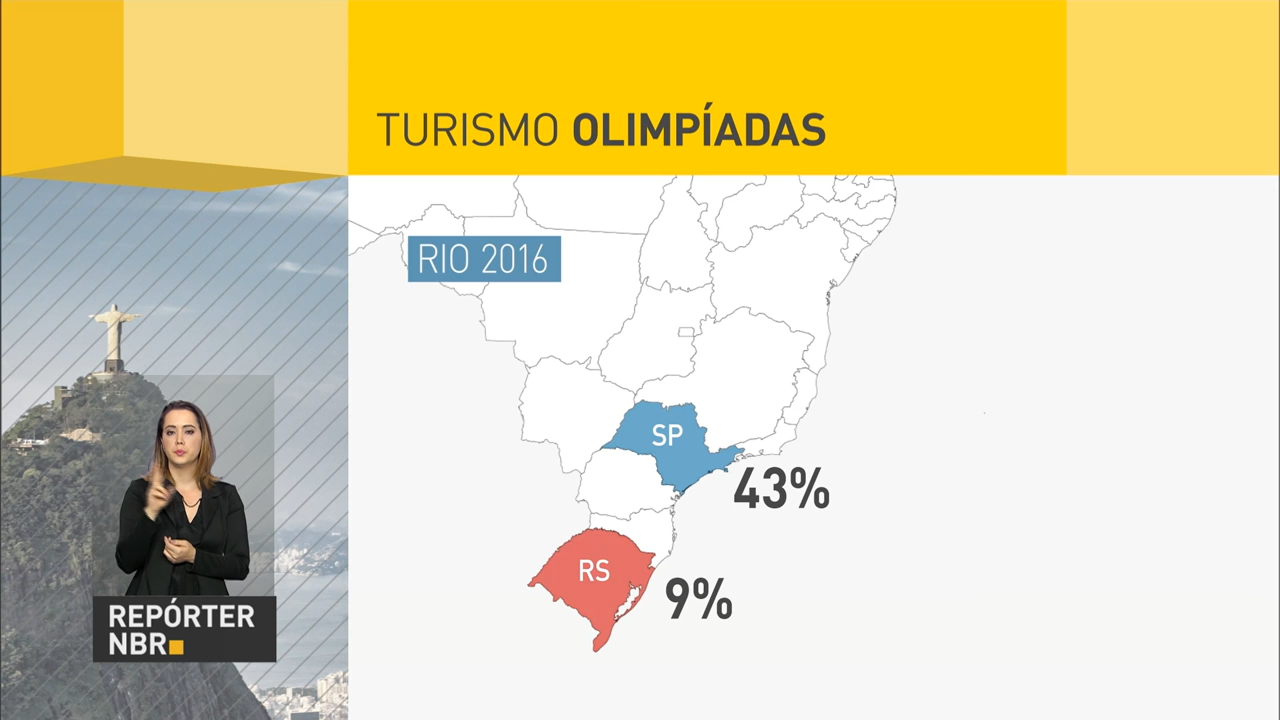 TURISMO OLIMPÍADAS
RIO 2016
SP
43%
RS
9%
REPÓRTER
NBR